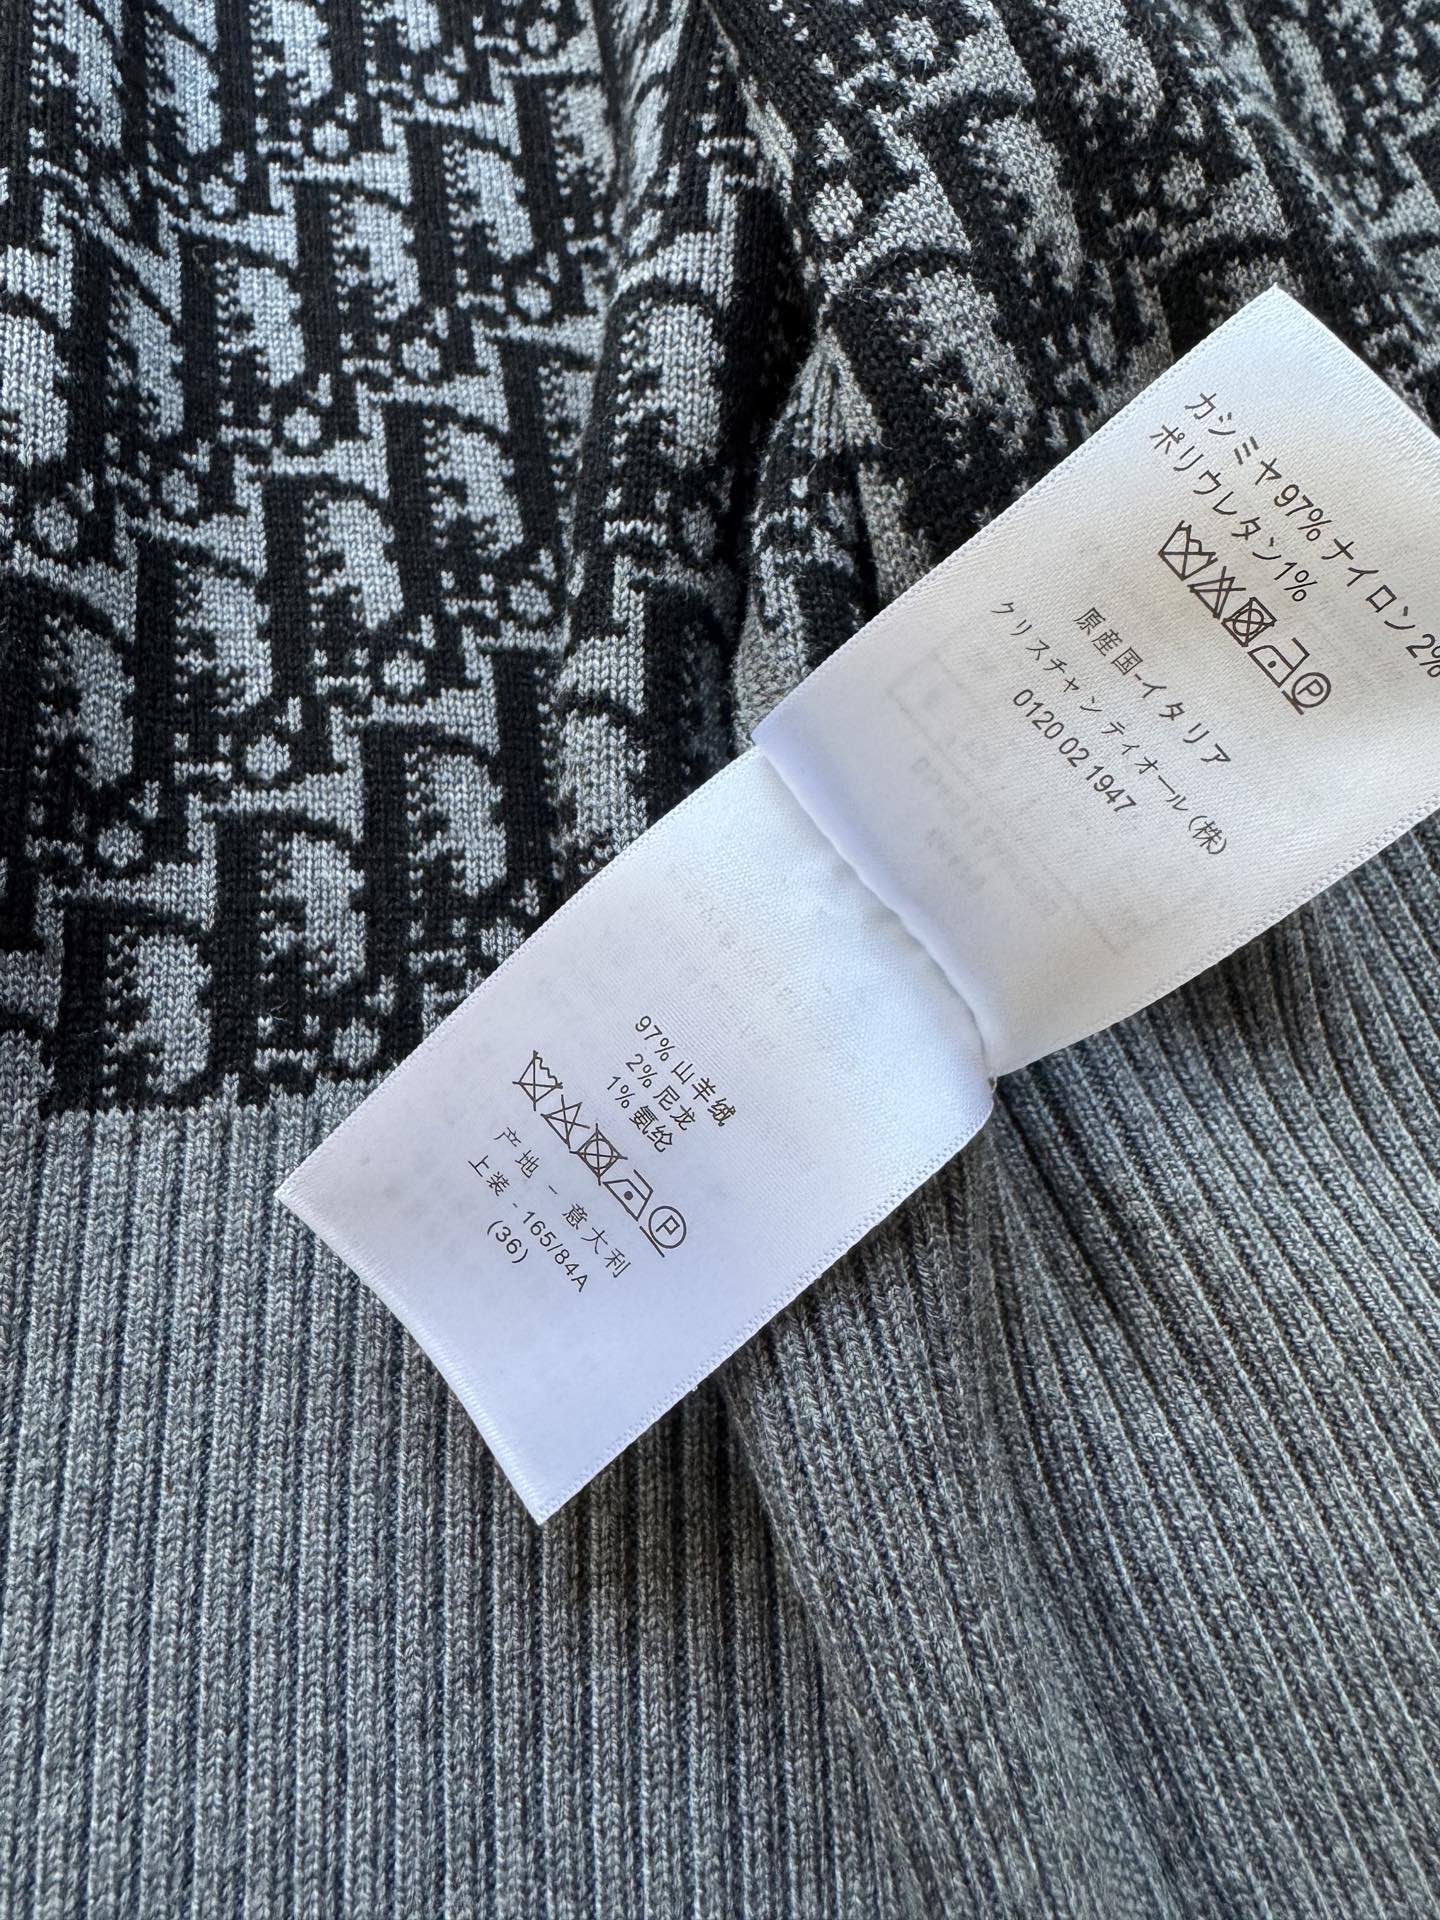 カシミヤ 97% ナイロン 2%
ポリウレタン 1%
原産国-イタリア
クリスチャン ディオール (株)
0120 02 1947
97% 山羊绒
2% 尼龙
1% 氨纶
产地 - 意大利
上装 - 165/84A
(36)